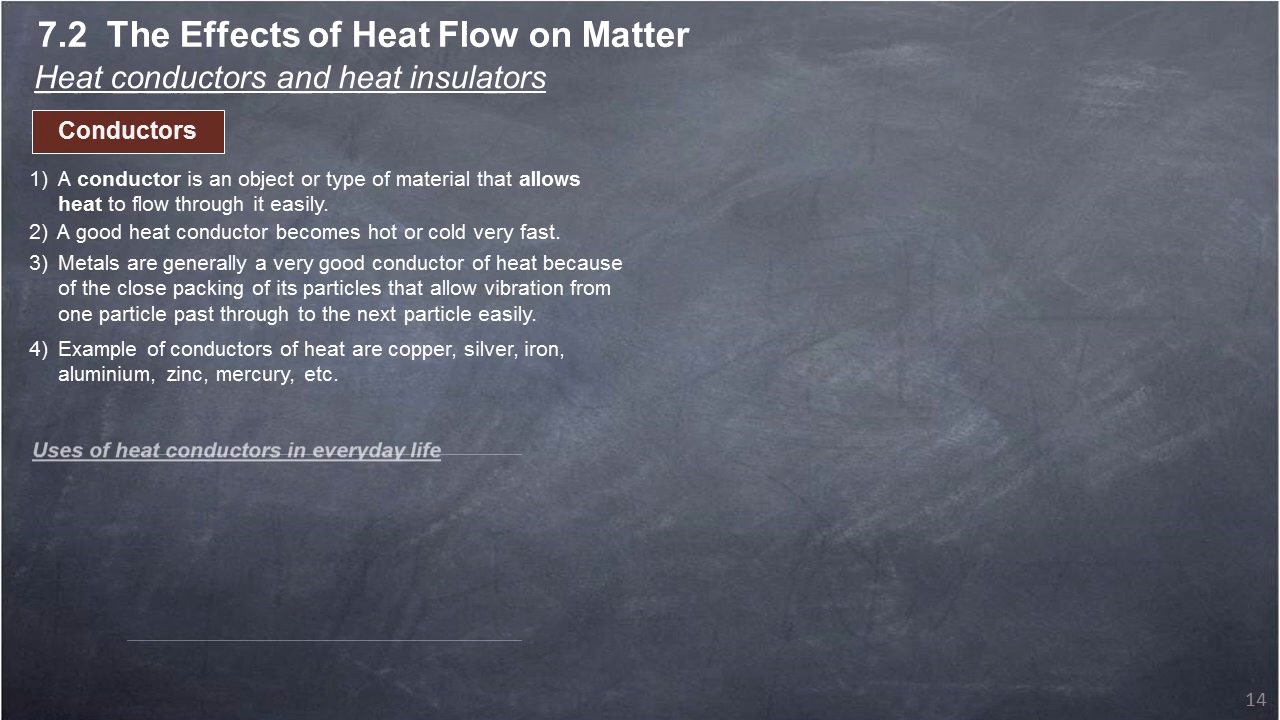 7.2 The Effects of Heat Flow on Matter
Heat conductors and heat insulators
Conductors
1) A conductor is an object or type of material that allows
heat to flow through it easily.
2) A good heat conductor becomes hot or cold very fast.
3) Metals are generally a very good conductor of heat because
of the close packing of its particles that allow vibration from
one particle past through to the next particle easily.
4) Example of conductors of heat are copper, silver, iron,
aluminium, zinc, mercury, etc.
Uses of heat conductors in everyday life
14